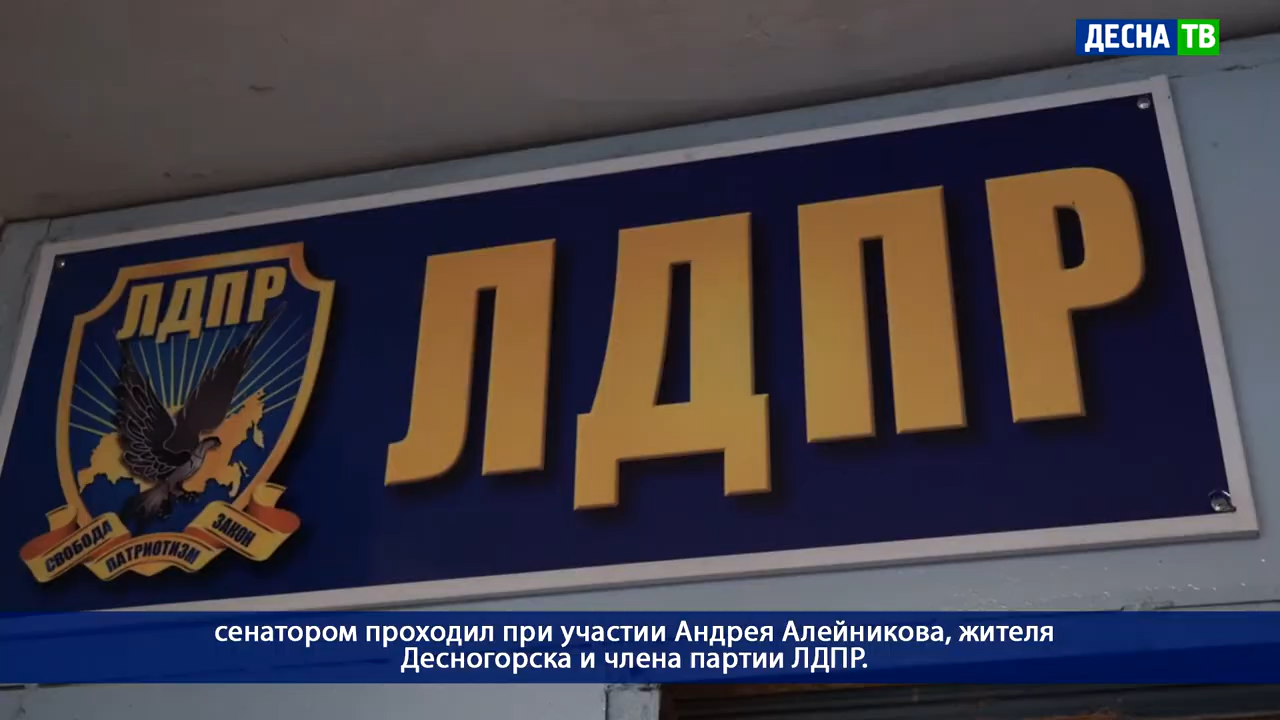 ДЕСНА ТВ
ЛДПР
ЛДПР
СВОБОДА
ПАТРИОТИЗМ
ЗАКОН
сенатором проходил при участии Андрея Алейникова, жителя
Десногорска и члена партии ЛДПР.